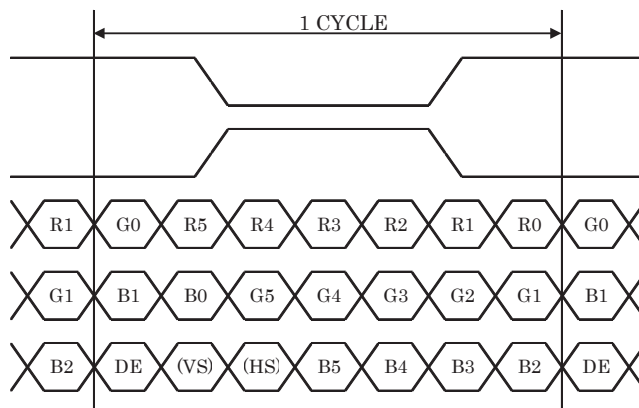 1 CYCLE
R1 G0 R5 R4 R3 R2 R1 R0 G0
G1 B1 B0 G5 G4 G3 G2 G1 B1
B2 DE (VS) (HS) B5 B4 B3 B2 DE